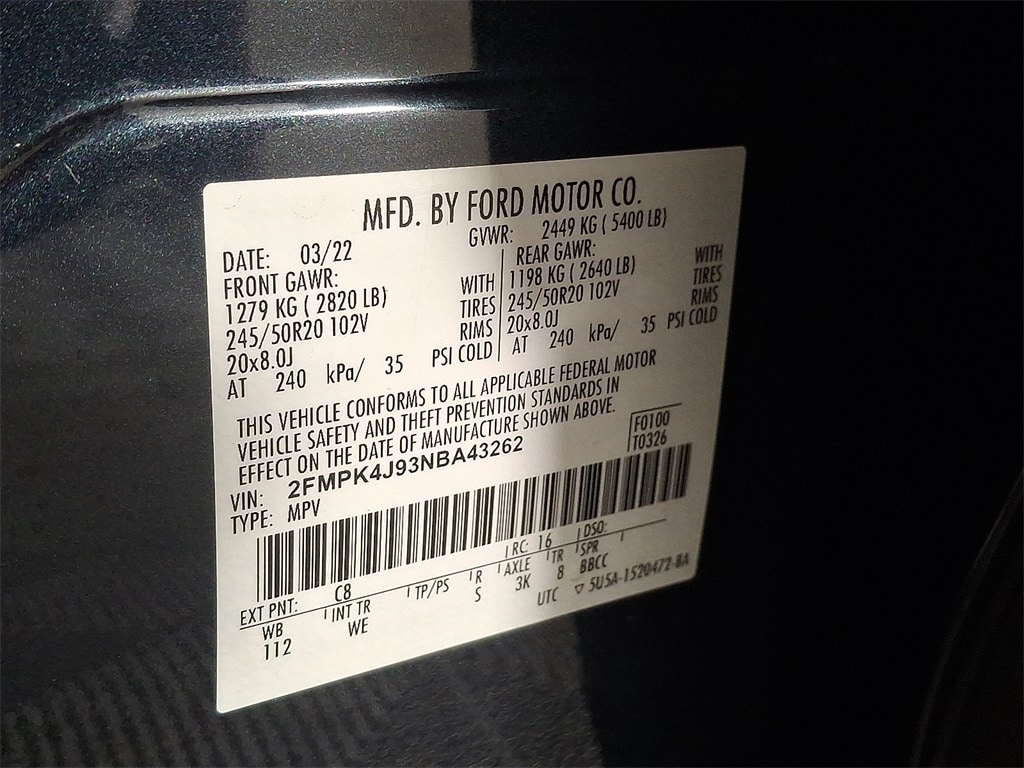 MFD. BY FORD MOTOR CO.
DATE: 03/22 GVWR: 2449 KG ( 5400 LB)
FRONT GAWR: REAR GAWR:
1279 KG ( 2820 LB) WITH 1198 KG ( 2640 LB) WITH
245/50R20 102V TIRES 245/50R20 102V TIRES
20x8.0J RIMS 20x8.0J RIMS
AT 240 kPa/ 35 PSI COLD AT 240 kPa/ 35 PSI COLD
THIS VEHICLE CONFORMS TO ALL APPLICABLE FEDERAL MOTOR
VEHICLE SAFETY AND THEFT PREVENTION STANDARDS IN
EFFECT ON THE DATE OF MANUFACTURE SHOWN ABOVE.
F0100
T0326
VIN: 2FMPK4J93NBA43262
TYPE: MPV
EXT PNT: C8 RC: 16 DSO:
WB INT TR TP/PS R AXLE TR SPR
112 WE S 3K 8 BBCC
UTC ▽ 5U5A-1520472-BA